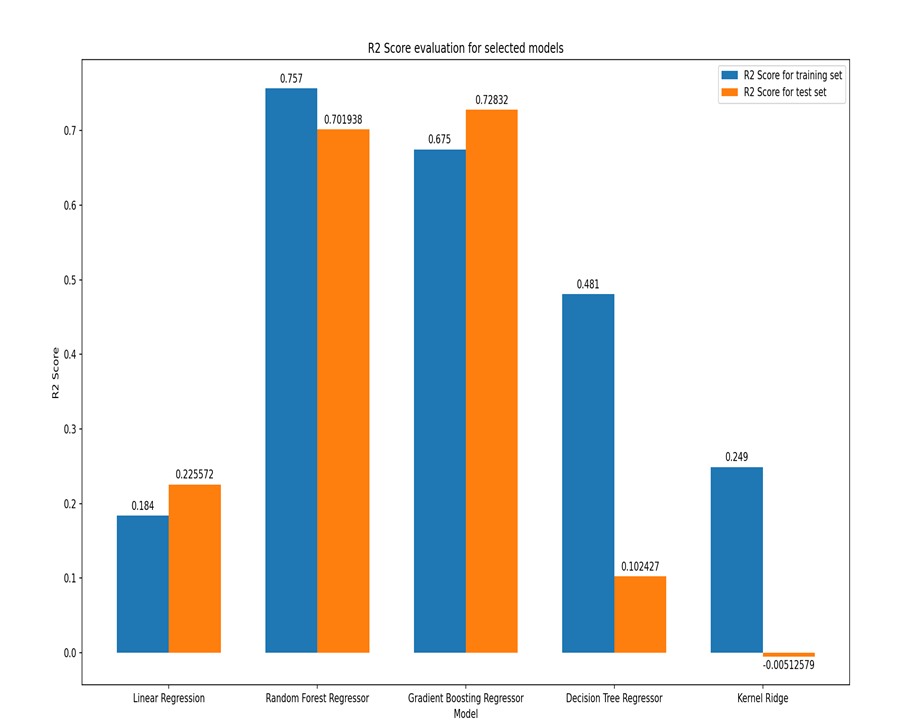 R2 Score evaluation for selected models
R2 Score for training set
R2 Score for test set
R2 Score
0.7
0.6
0.5
0.4
0.3
0.2
0.1
0.0
0.184
0.225572
0.757
0.701938
0.675
0.72832
0.481
0.102427
0.249
-0.00512579
Linear Regression
Random Forest Regressor
Gradient Boosting Regressor
Decision Tree Regressor
Kernel Ridge
Model